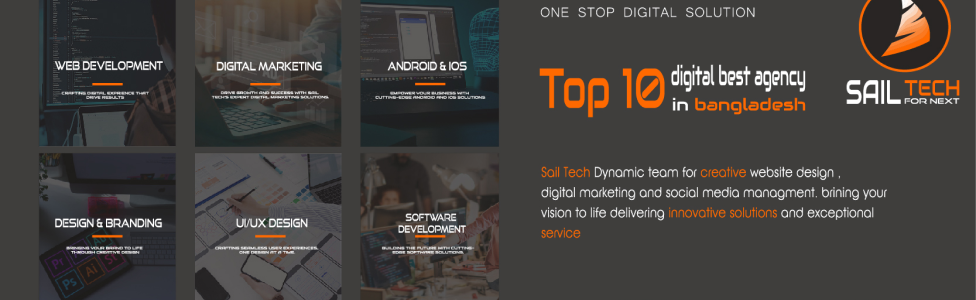 WEB DEVELOPMENT
CRAFTING DIGITAL EXPERIENCE THAT
DRIVE RESULTS
DIGITAL MARKETING
DRIVE GROWTH AND SUCCESS WITH SAIL
TECH'S EXPERT DIGITAL MARKETING SOLUTIONS.
ANDROID & IOS
EMPOWER YOUR BUSINESS WITH
CUTTING-EDGE ANDROID AND IOS SOLUTIONS
DESIGN & BRANDING
BRINGING YOUR BRAND TO LIFE
THROUGH CREATIVE DESIGN
UI/UX DESIGN
CRAFTING SEAMLESS USER EXPERIENCES,
ONE DESIGN AT A TIME.
SOFTWARE
DEVELOPMENT
BUILDING THE FUTURE WITH CUTTING-
EDGE SOFTWARE SOLUTIONS.
ONE STOP DIGITAL SOLUTION
Top 10 digital best agency
in bangladesh
SAIL TECH
FOR NEXT
Sail Tech Dynamic team for creative website design ,
digital marketing and social media managment, brining your
vision to life delivering innovative solutions and exceptional
service